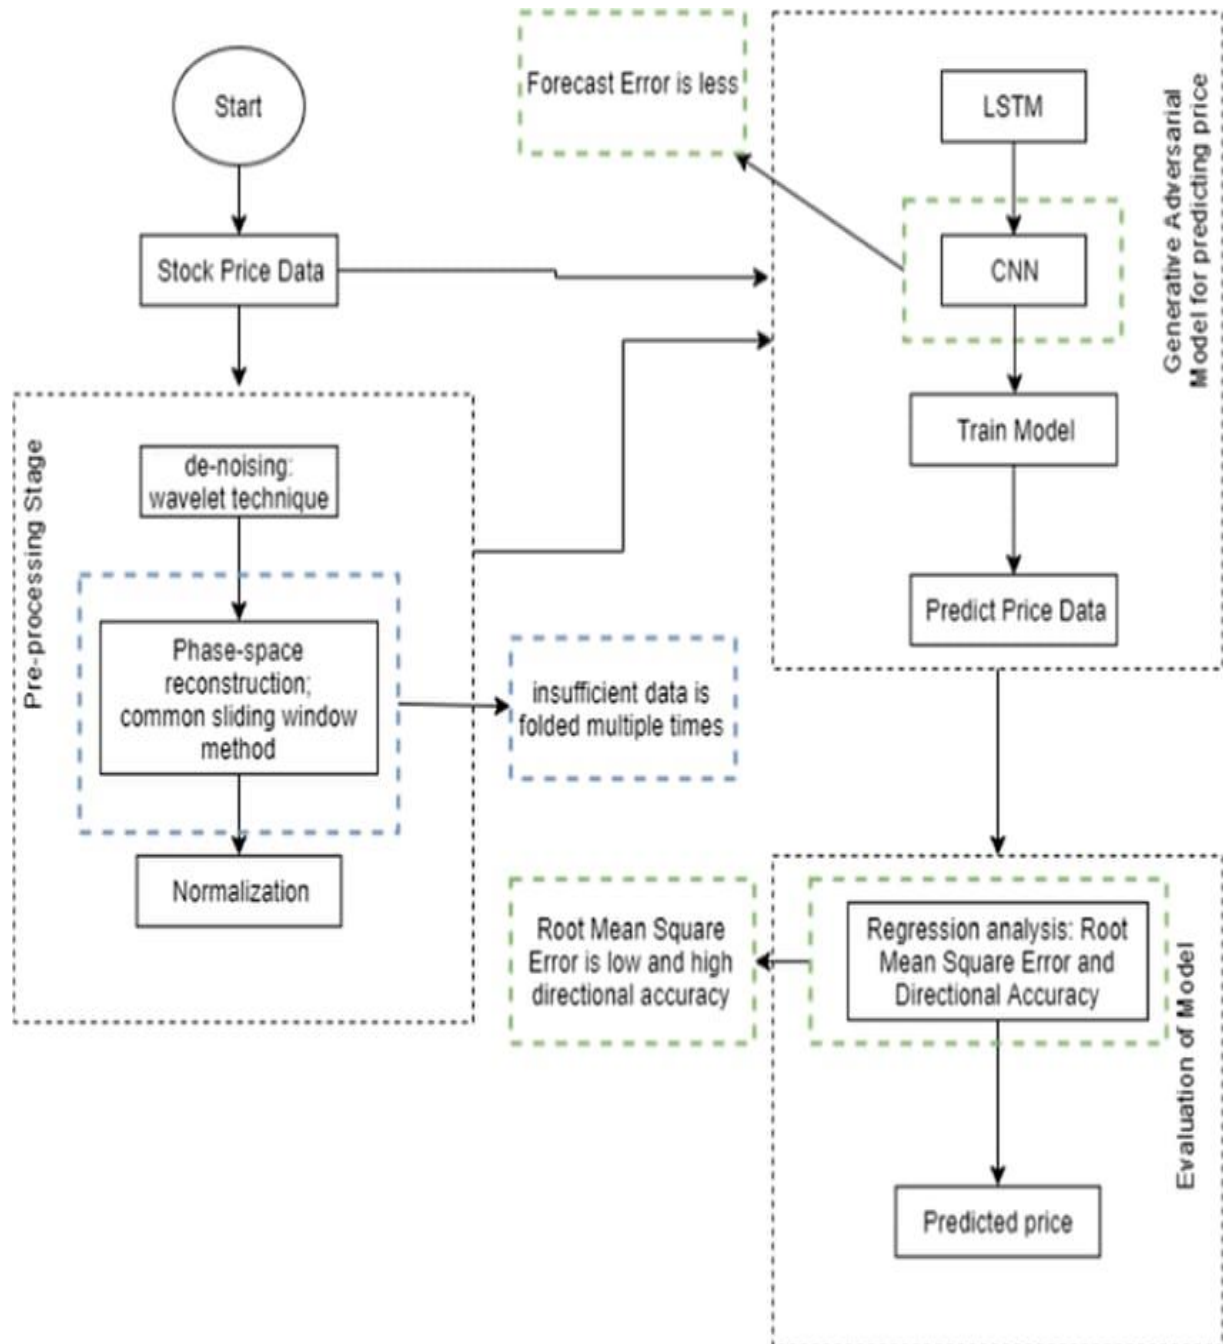 Start
Stock Price Data
Pre-processing Stage
de-noising:
wavelet technique
Phase-space
reconstruction;
common sliding window
method
Normalization
insufficient data is
folded multiple times
Forecast Error is less
Generative Adversarial
Model for predicting price
LSTM
CNN
Train Model
Predict Price Data
Evaluation of Model
Regression analysis: Root
Mean Square Error and
Directional Accuracy
Root Mean Square
Error is low and high
directional accuracy
Predicted price